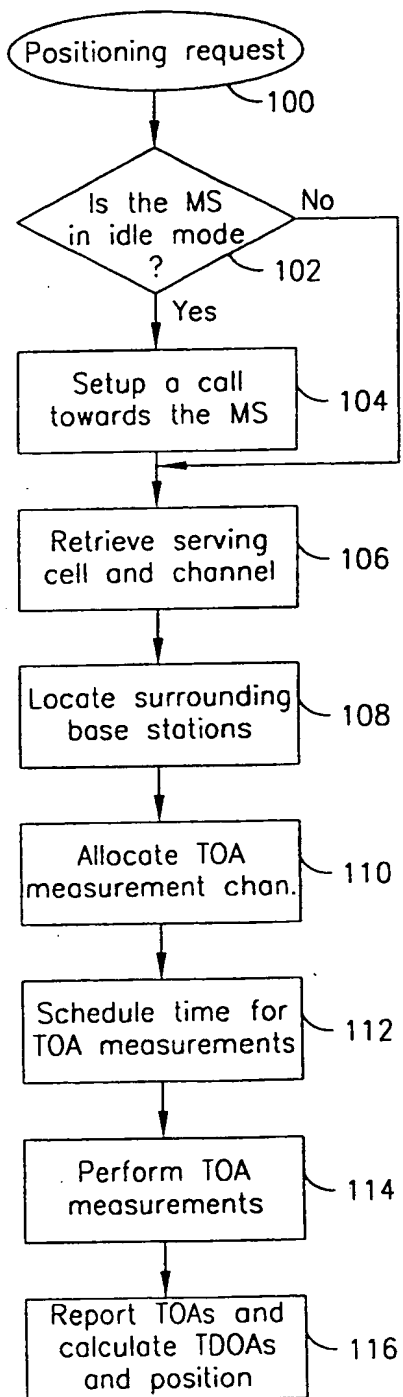 Positioning request
100
Is the MS
in idle mode
?
No
102
Yes
Setup a call
towards the MS
104
Retrieve serving
cell and channel
106
Locate surrounding
base stations
108
Allocate TOA
measurement chan.
110
Schedule time for
TOA measurements
112
Perform TOA
measurements
114
Report TOAs and
calculate TDOAs
and position
116